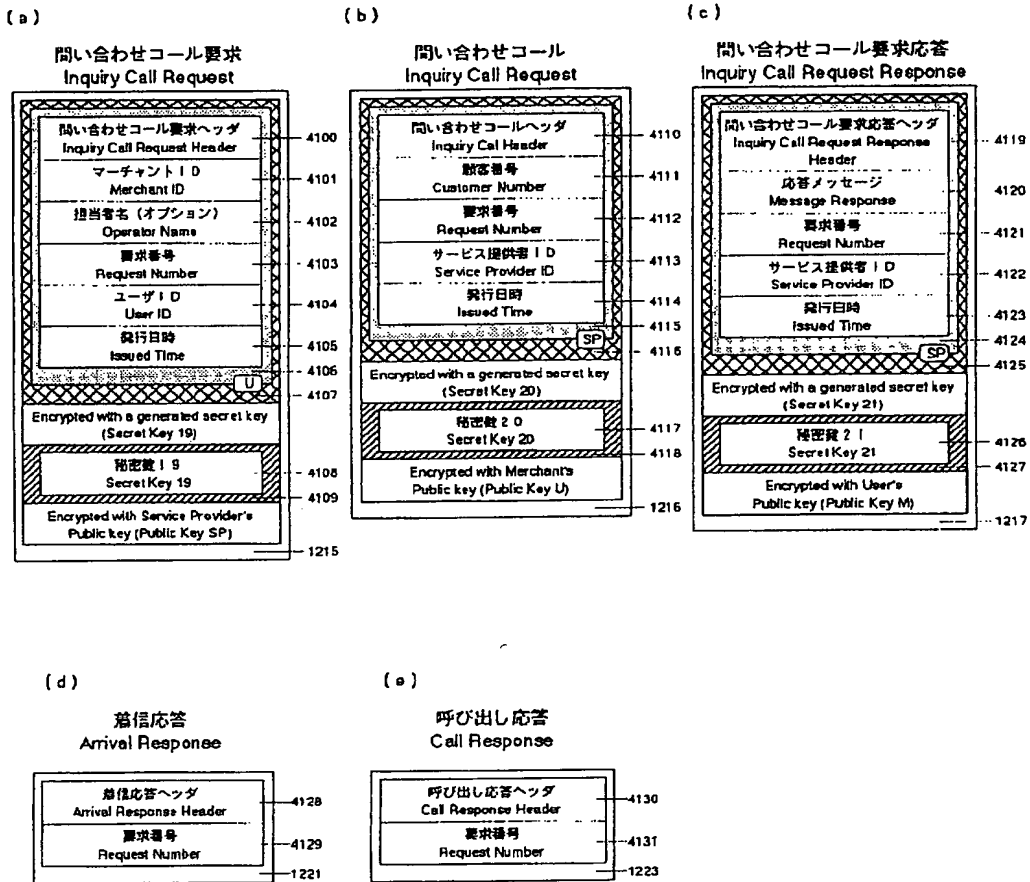 (a)
問い合わせコール要求
Inquiry Call Request
問い合わせコール要求ヘッダ
Inquiry Call Request Header
マーチャントID
Merchant ID
担当者名(オプション)
Operator Name
要求番号
Request Number
ユーザID
User ID
発行日時
Issued Time
U
Encrypted with a generated secret key
(Secret Key 19)
秘密鍵19
Secret Key 19
Encrypted with Service Provider's
Public key (Public Key SP)
4100
4101
4102
4103
4104
4105
4106
4107
4108
4109
1215
(b)
問い合わせコール
Inquiry Call Request
問い合わせコールヘッダ
Inquiry Cal Header
顧客番号
Customer Number
要求番号
Request Number
サービス提供者ID
Service Provider ID
発行日時
Issued Time
SP
Encrypted with a generated secret key
(Secret Key 20)
秘密鍵20
Secret Key 20
Encrypted with Merchant's
Public key (Public Key U)
4110
4111
4112
4113
4114
4115
4116
4117
4118
1216
(c)
問い合わせコール要求応答
Inquiry Call Request Response
問い合わせコール要求応答ヘッダ
Inquiry Call Request Response
Header
応答メッセージ
Message Response
要求番号
Request Number
サービス提供者ID
Service Provider ID
発行日時
Issued Time
SP
Encrypted with a generated secret key
(Secret Key 21)
秘密鍵21
Secret Key 21
Encrypted with User's
Public key (Public Key M)
4119
4120
4121
4122
4123
4124
4125
4126
4127
1217
(d)
着信応答
Arrival Response
着信応答ヘッダ
Arrival Response Header
要求番号
Request Number
4128
4129
1221
(e)
呼び出し応答
Call Response
呼び出し応答ヘッダ
Call Response Header
要求番号
Request Number
4130
4131
1223